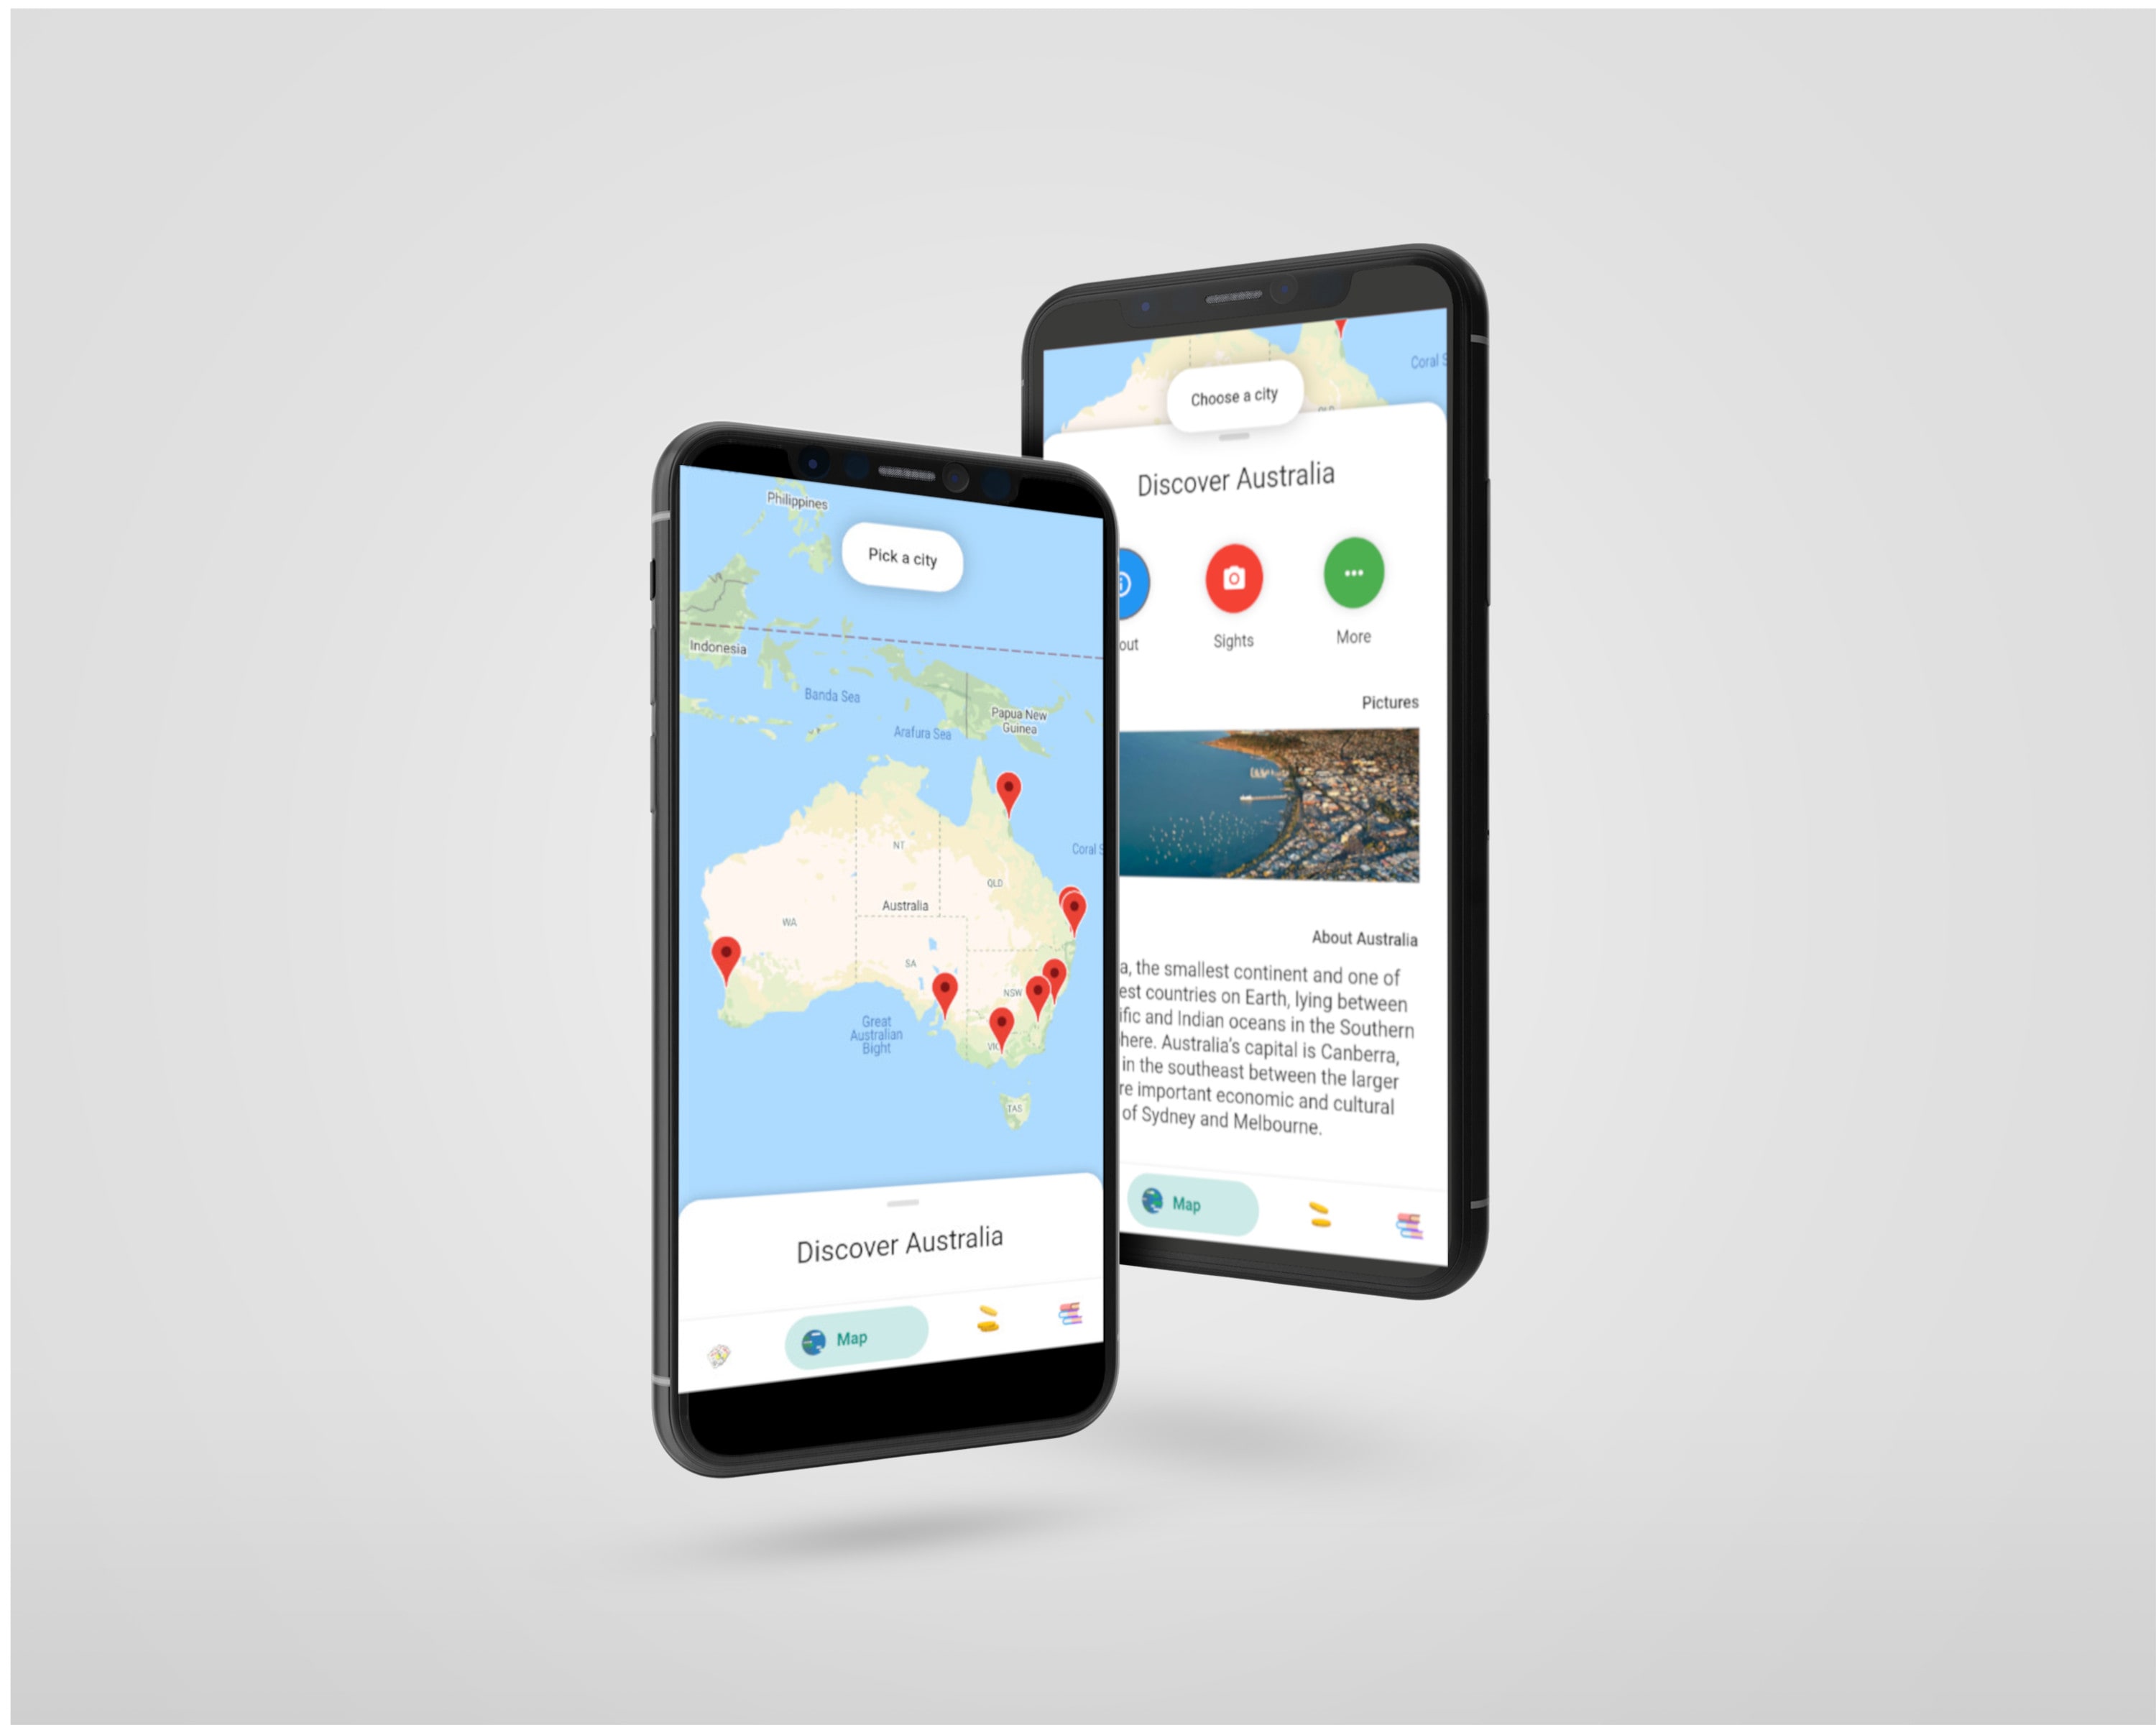 Philippines
Pick a city
Indonesia
Banda Sea
Papua New
Guinea
Arafura Sea
Coral S
NT
QLD
Australia
WA
SA
NSW
Great
Australian
Bight
VIC
TAS
Discover Australia
Map
Coral S
Choose a city
QLD
Discover Australia
out
Sights
More
Pictures
About Australia
a, the smallest continent and one of
est countries on Earth, lying between
ific and Indian oceans in the Southern
here. Australia's capital is Canberra,
in the southeast between the larger
re important economic and cultural
of Sydney and Melbourne.
Map